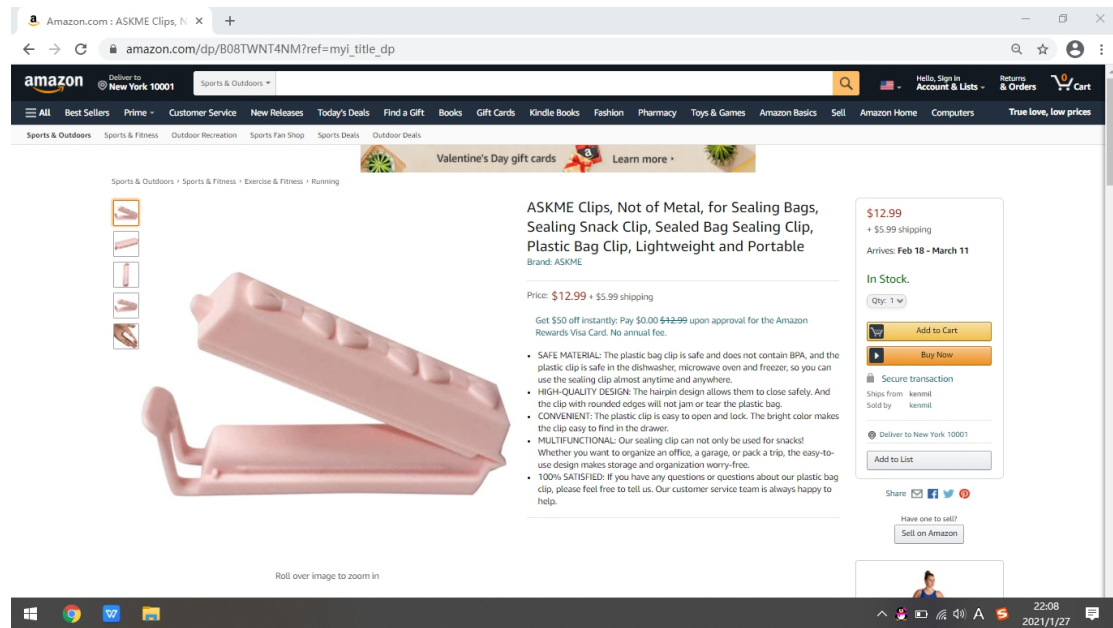 Amazon.com : ASKME Clips, N
amazon.com/dp/B08TWNT4NM?ref=myi_title_dp
amazon
Deliver to
New York 10001
Sports & Outdoors
Hello, Sign in
Account & Lists
Returns
& Orders
0
Cart
All Best Sellers Prime Customer Service New Releases Today's Deals Find a Gift Books Gift Cards Kindle Books Fashion Pharmacy Toys & Games Amazon Basics Sell Amazon Home Computers True love, low prices
Sports & Outdoors Sports & Fitness Outdoor Recreation Sports Fan Shop Sports Deals Outdoor Deals
Valentine's Day gift cards a Learn more ›
Sports & Outdoors › Sports & Fitness › Exercise & Fitness › Running
ASKME Clips, Not of Metal, for Sealing Bags,
Sealing Snack Clip, Sealed Bag Sealing Clip,
Plastic Bag Clip, Lightweight and Portable
Brand: ASKME
Price: $12.99 + $5.99 shipping
Get $50 off instantly: Pay $0.00 $12.99 upon approval for the Amazon
Rewards Visa Card. No annual fee.
• SAFE MATERIAL: The plastic bag clip is safe and does not contain BPA, and the
plastic clip is safe in the dishwasher, microwave oven and freezer, so you can
use the sealing clip almost anytime and anywhere.
• HIGH-QUALITY DESIGN: The hairpin design allows them to close safely. And
the clip with rounded edges will not jam or tear the plastic bag.
• CONVENIENT: The plastic clip is easy to open and lock. The bright color makes
the clip easy to find in the drawer.
• MULTIFUNCTIONAL: Our sealing clip can not only be used for snacks!
Whether you want to organize an office, a garage, or pack a trip, the easy-to-
use design makes storage and organization worry-free.
• 100% SATISFIED: If you have any questions or questions about our plastic bag
clip, please feel free to tell us. Our customer service team is always happy to
help.
Roll over image to zoom in
$12.99
+ $5.99 shipping
Arrives: Feb 18 - March 11
In Stock.
Qty: 1
Add to Cart
Buy Now
Secure transaction
Ships from kenmil
Sold by kenmil
Deliver to New York 10001
Add to List
Share
Have one to sell?
Sell on Amazon
A
22:08
2021/1/27